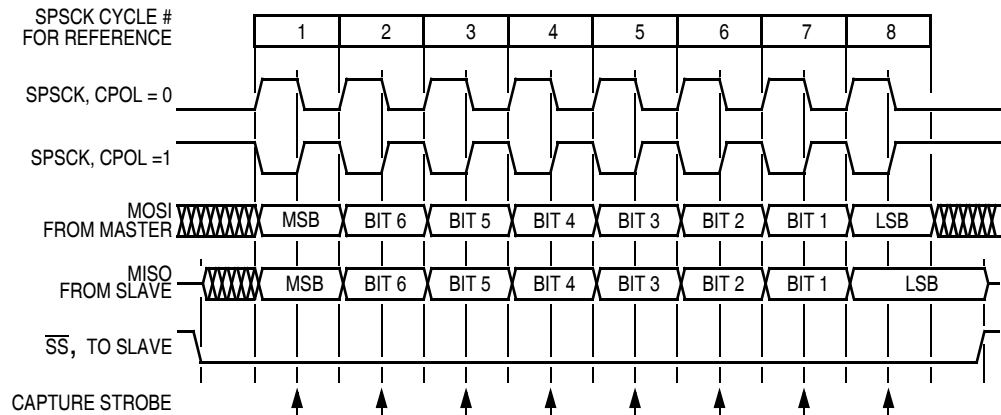 SPSCK CYCLE #
FOR REFERENCE
1 2 3 4 5 6 7 8
SPSCK, CPOL = 0
SPSCK, CPOL =1
MOSI
FROM MASTER
MSB BIT 6 BIT 5 BIT 4 BIT 3 BIT 2 BIT 1 LSB
MISO
FROM SLAVE
MSB BIT 6 BIT 5 BIT 4 BIT 3 BIT 2 BIT 1 LSB
SS, TO SLAVE
CAPTURE STROBE